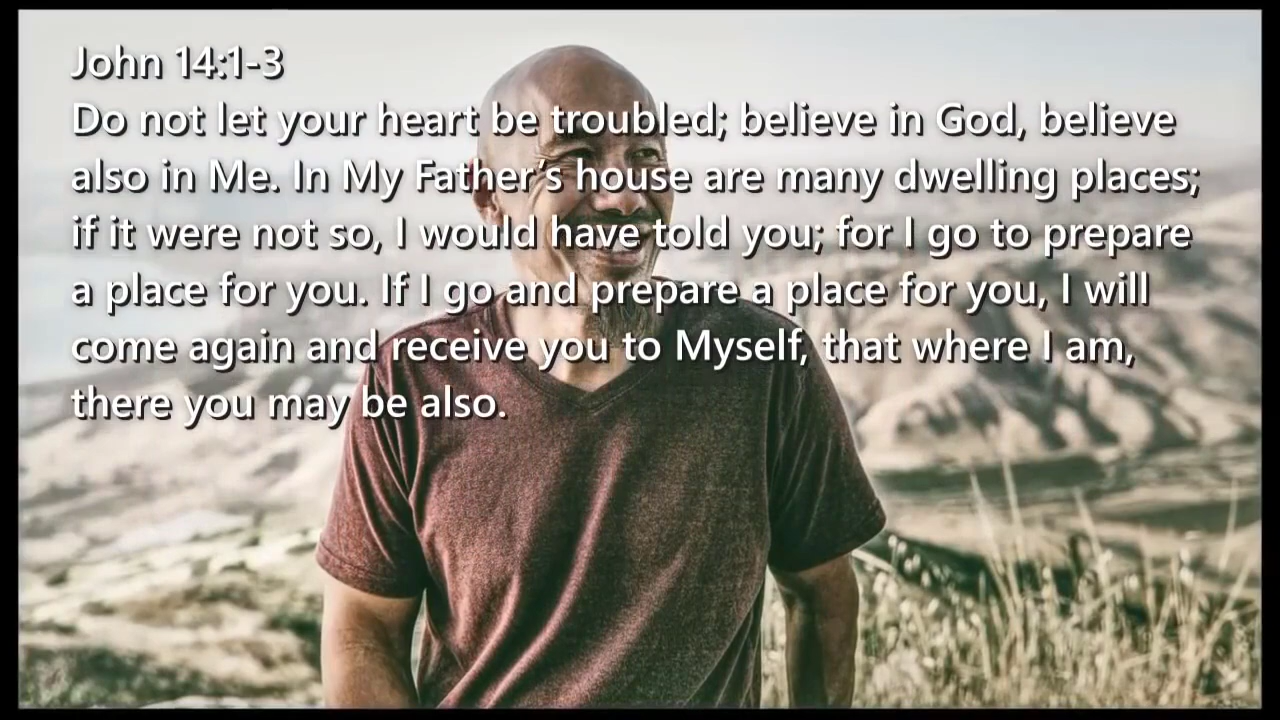 John 14:1-3
Do not let your heart be troubled; believe in God, believe
also in Me. In My Father’s house are many dwelling places;
if it were not so, I would have told you; for I go to prepare
a place for you. If I go and prepare a place for you, I will
come again and receive you to Myself, that where I am,
there you may be also.